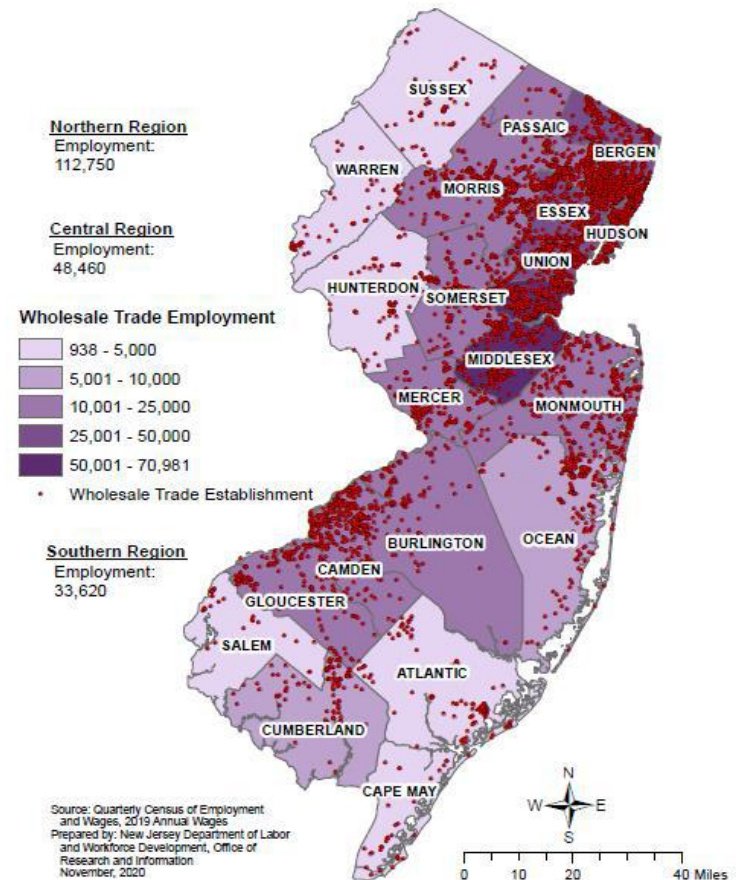 Northern Region
Employment:
112,750
Central Region
Employment:
48,460
Wholesale Trade Employment
938 - 5,000
5,001 - 10,000
10,001 - 25,000
25,001 - 50,000
50,001 - 70,981
Wholesale Trade Establishment
Southern Region
Employment:
33,620
SUSSEX
PASSAIC
BERGEN
WARREN
MORRIS
ESSEX
HUDSON
UNION
HUNTERDON
SOMERSET
MIDDLESEX
MERCER
MONMOUTH
OCEAN
BURLINGTON
CAMDEN
GLOUCESTER
SALEM
ATLANTIC
CUMBERLAND
CAPE MAY
Source: Quarterly Census of Employment
and Wages, 2019 Annual Wages
Prepared by: New Jersey Department of Labor
and Workforce Development, Office of
Research and Information
November, 2020
N
W E
S
0 10 20 40 Miles